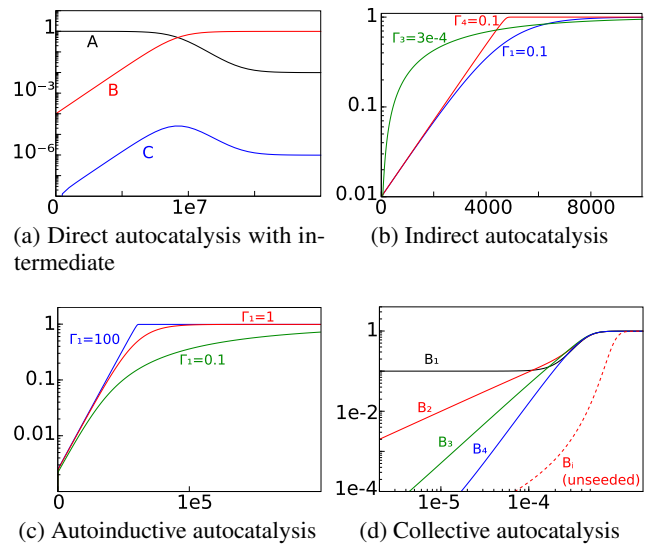 1
10⁻³
10⁻⁶
A
B
C
0
1e7
(a) Direct autocatalysis with in-
termediate
1
0.1
0.01
Γ₄=0.1
Γ₃=3e-4
Γ₁=0.1
0
4000
8000
(b) Indirect autocatalysis
1
0.1
0.01
Γ₁=100
Γ₁=1
Γ₁=0.1
0
1e5
(c) Autoinductive autocatalysis
1
1e-2
1e-4
B₁
B₂
B₃
B₄
Bᵢ
(unseeded)
1e-5
1e-4
(d) Collective autocatalysis